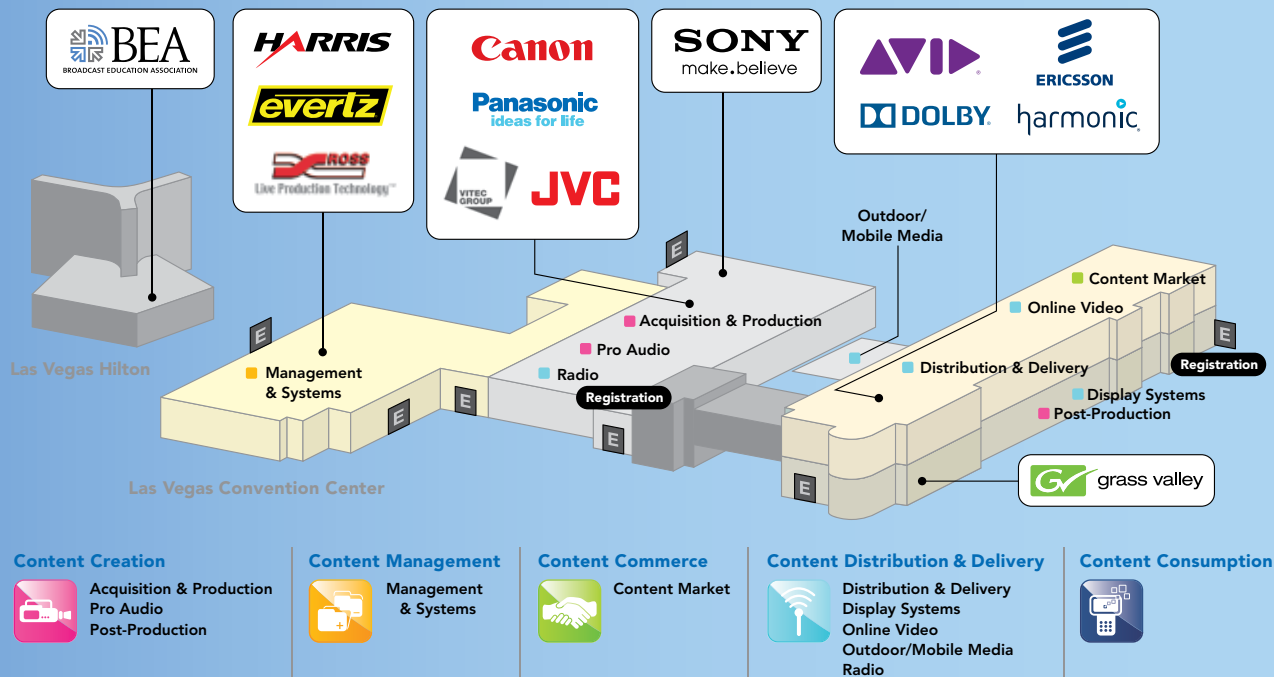 BEA
BROADCAST EDUCATION ASSOCIATION
HARRIS
evertz
ROSS
Live Production Technology™
Canon
Panasonic
ideas for life
VITEC
GROUP
JVC
SONY
make.believe
AVID
ERICSSON
DOLBY
harmonic
Outdoor/
Mobile Media
E
Content Market
Online Video
E
E
Acquisition & Production
Pro Audio
Radio
Registration
Distribution & Delivery
Registration
Las Vegas Hilton
Management
& Systems
Display Systems
Post-Production
E
E
E
E
Las Vegas Convention Center
GV grass valley
Content Creation
Acquisition & Production
Pro Audio
Post-Production
Content Management
Management
& Systems
Content Commerce
Content Market
Content Distribution & Delivery
Distribution & Delivery
Display Systems
Online Video
Outdoor/Mobile Media
Radio
Content Consumption